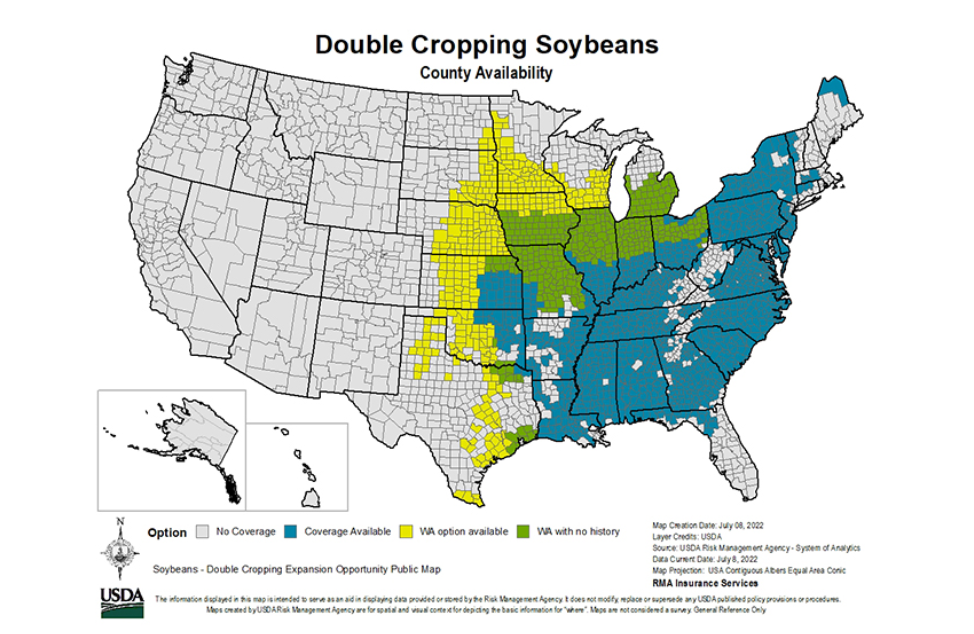 Double Cropping Soybeans
County Availability
N
Option No Coverage Coverage Available WA option available WA with no history
Soybeans - Double Cropping Expansion Opportunity Public Map
Map Creation Date: July 08, 2022
Layer Credits: USDA
Source: USDA Risk Management Agency - System of Analytics
Data Current Date: July 8, 2022
Map Projection: USA Contiguous Albers Equal Area Conic
RMA Insurance Services
USDA
The information displayed in this map is intended to serve as an aid in displaying data provided or stored by the Risk Management Agency. It does not modify, replace or supersede any USDA published policy provisions or procedures.
Maps created by USDA Risk Management Agency are for spatial and visual context for depicting the basic information for "where". Maps are not considered a survey. General Reference Only